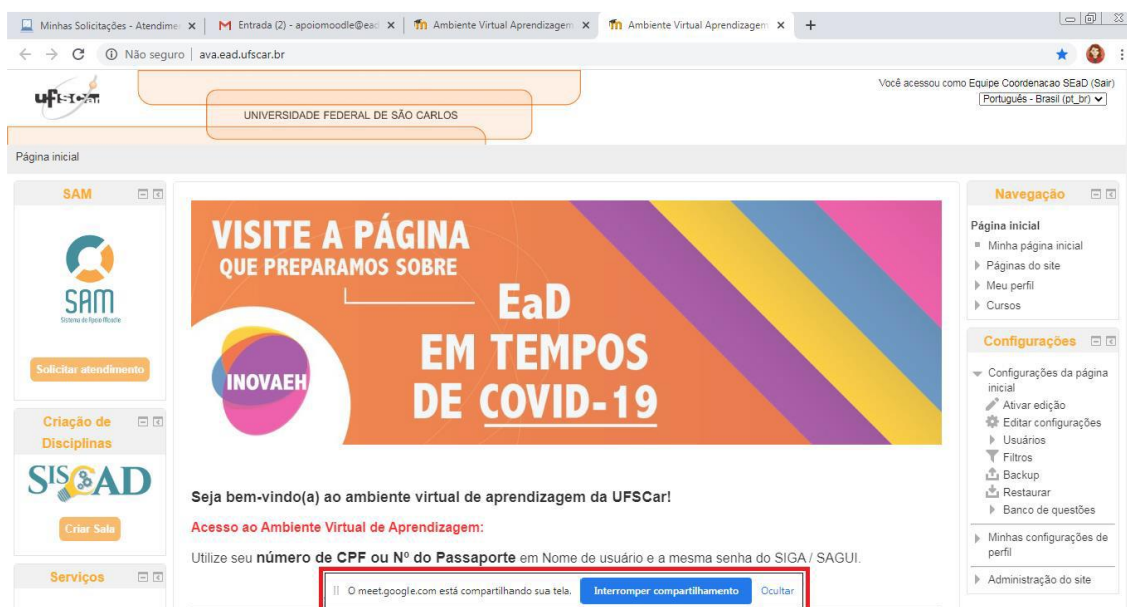 Minhas Solicitações - Atendime
Entrada (2) - apoiomoodle@ead
Ambiente Virtual Aprendizagem
Ambiente Virtual Aprendizagem
Não seguro | ava.ead.ufscar.br
ufscar
UNIVERSIDADE FEDERAL DE SÃO CARLOS
Você acessou como Equipe Coordenacao SEaD (Sair)
Português - Brasil (pt_br)
Página inicial
SAM
SAM
Sistema de Apoio Moodle
Solicitar atendimento
Criação de
Disciplinas
SISCAD
Criar Sala
Serviços
VISITE A PÁGINA
QUE PREPARAMOS SOBRE
EaD
EM TEMPOS
DE COVID-19
INOVAEH
Seja bem-vindo(a) ao ambiente virtual de aprendizagem da UFSCar!
Acesso ao Ambiente Virtual de Aprendizagem:
Utilize seu número de CPF ou Nº do Passaporte em Nome de usuário e a mesma senha do SIGA / SAGUI.
O meet.google.com está compartilhando sua tela. Interromper compartilhamento Ocultar
Navegação
Página inicial
Minha página inicial
Páginas do site
Meu perfil
Cursos
Configurações
Configurações da página
inicial
Ativar edição
Editar configurações
Usuários
Filtros
Backup
Restaurar
Banco de questões
Minhas configurações de
perfil
Administração do site